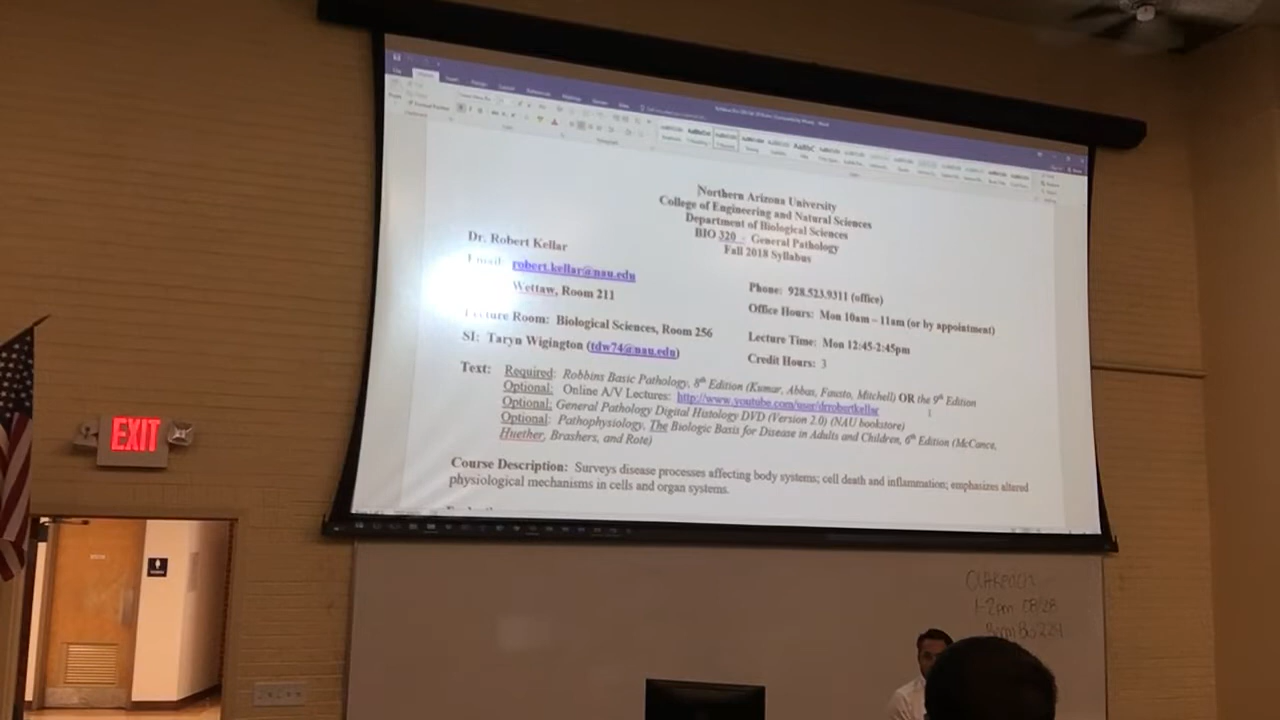 Northern Arizona University
College of Engineering and Natural Sciences
Department of Biological Sciences
BIO 320 - General Pathology
Fall 2018 Syllabus
Dr. Robert Kellar
Email: robert.kellar@nau.edu
Wettaw, Room 211
Phone: 928.523.9311 (office)
Office Hours: Mon 10am – 11am (or by appointment)
Lecture Room: Biological Sciences, Room 256
Lecture Time: Mon 12:45-2:45pm
SI: Taryn Wigington (tdw74@nau.edu)
Credit Hours: 3
Text: Required: Robbins Basic Pathology, 8th Edition (Kumar, Abbas, Fausto, Mitchell) OR the 9th Edition
Optional: Online A/V Lectures: http://www.youtube.com/user/drrobertkellar
Optional: General Pathology Digital Histology DVD (Version 2.0) (NAU bookstore)
Optional: Pathophysiology, The Biologic Basis for Disease in Adults and Children, 6th Edition (McCance,
Huether, Brashers, and Rote)
Course Description: Surveys disease processes affecting body systems; cell death and inflammation; emphasizes altered
physiological mechanisms in cells and organ systems.
EXIT
1-2pm 08/28